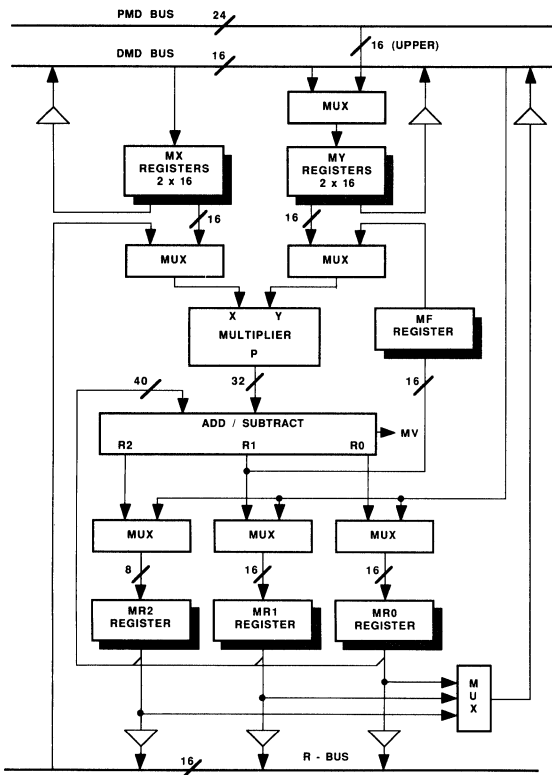 PMD BUS 24
16 (UPPER)
DMD BUS 16
MUX
MX
REGISTERS
2 x 16
MY
REGISTERS
2 x 16
16
16
MUX
MUX
X Y
MULTIPLIER
P
MF
REGISTER
40
32
16
ADD / SUBTRACT
R2 R1 R0
MV
MUX
MUX
MUX
8
16
16
MR2
REGISTER
MR1
REGISTER
MR0
REGISTER
M
U
X
R - BUS
16